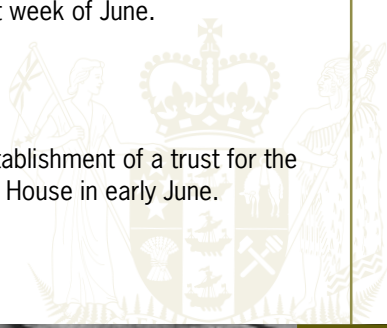 week of June.
tablishment of a trust for the
House in early June.